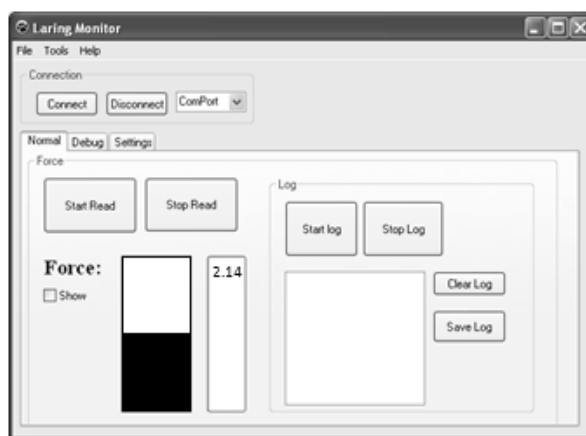 Laring Monitor
File Tools Help
Connection
Connect Disconnect ComPort
Normal Debug Settings
Force
Start Read Stop Read
Log
Start log Stop Log
Force:
Show
2.14
Clear Log
Save Log